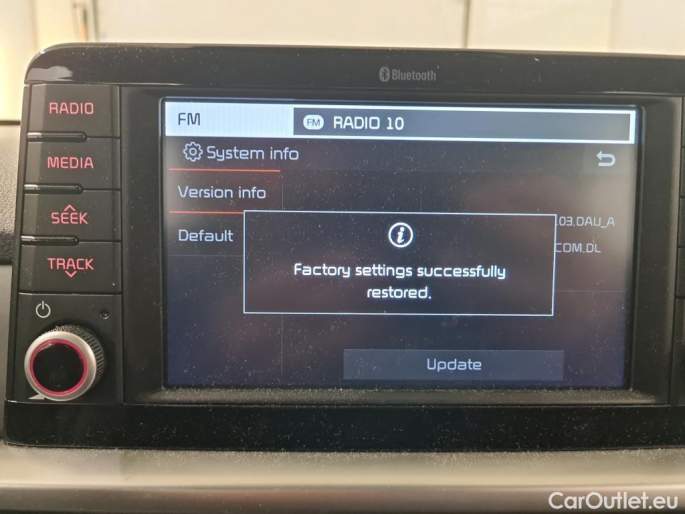 Bluetooth
RADIO
MEDIA
SEEK
TRACK
FM
FM RADIO 10
System info
Version info
Default
03.DAU_A
COM.DL
Factory settings successfully
restored.
Update
CarOutlet.eu